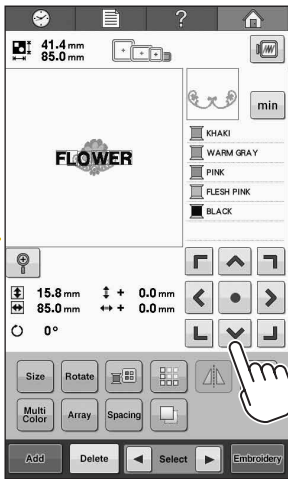 ?
41.4 mm
85.0 mm
min
FLOWER
KHAKI
WARM GRAY
PINK
FLESH PINK
BLACK
15.8 mm + 0.0 mm
85.0 mm + 0.0 mm
0°
Size Rotate
Multi Color Array Spacing
Add Delete Select Embroidery